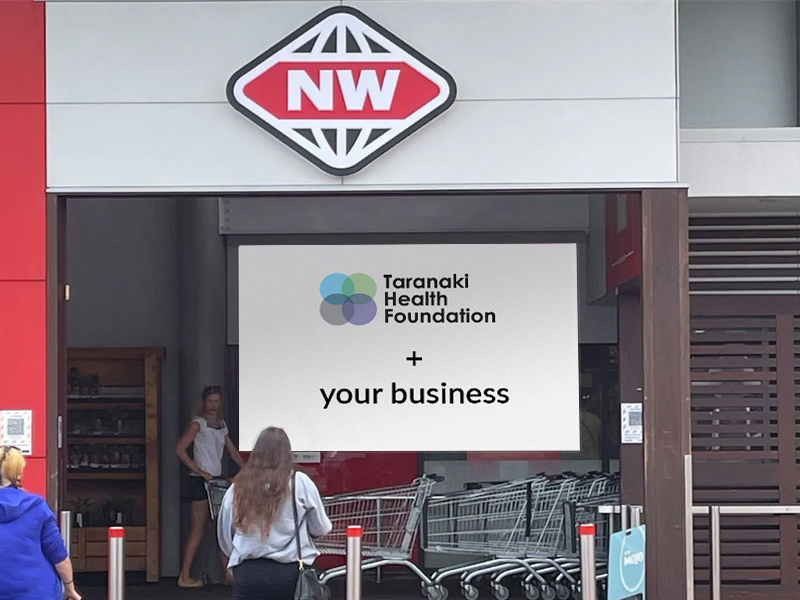 NW
Taranaki
Health
Foundation
+
your business
MOJO